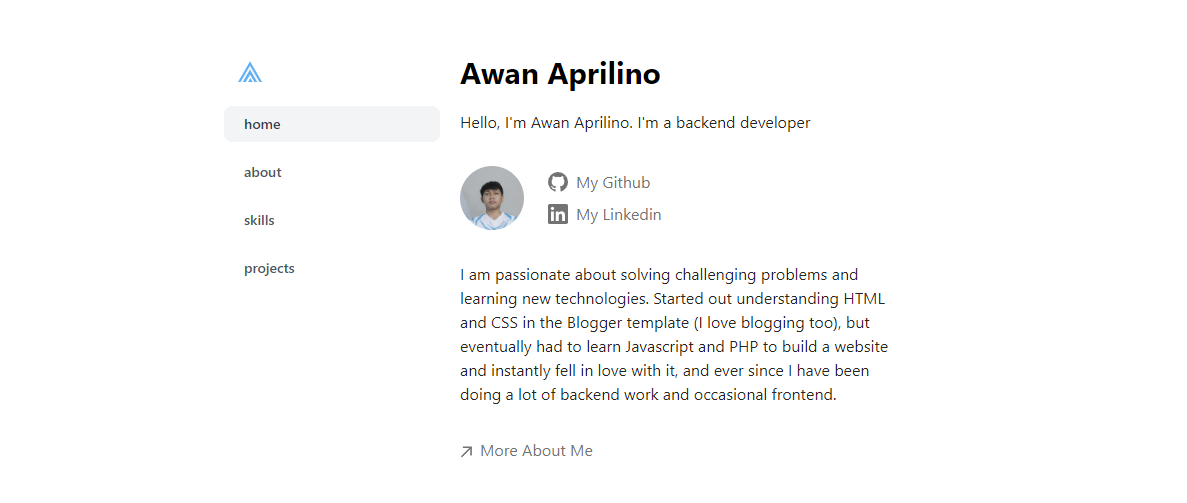 Awan Aprilino
home
Hello, I'm Awan Aprilino. I'm a backend developer
about
My Github
My Linkedin
skills
projects
I am passionate about solving challenging problems and
learning new technologies. Started out understanding HTML
and CSS in the Blogger template (I love blogging too), but
eventually had to learn Javascript and PHP to build a website
and instantly fell in love with it, and ever since I have been
doing a lot of backend work and occasional frontend.
More About Me